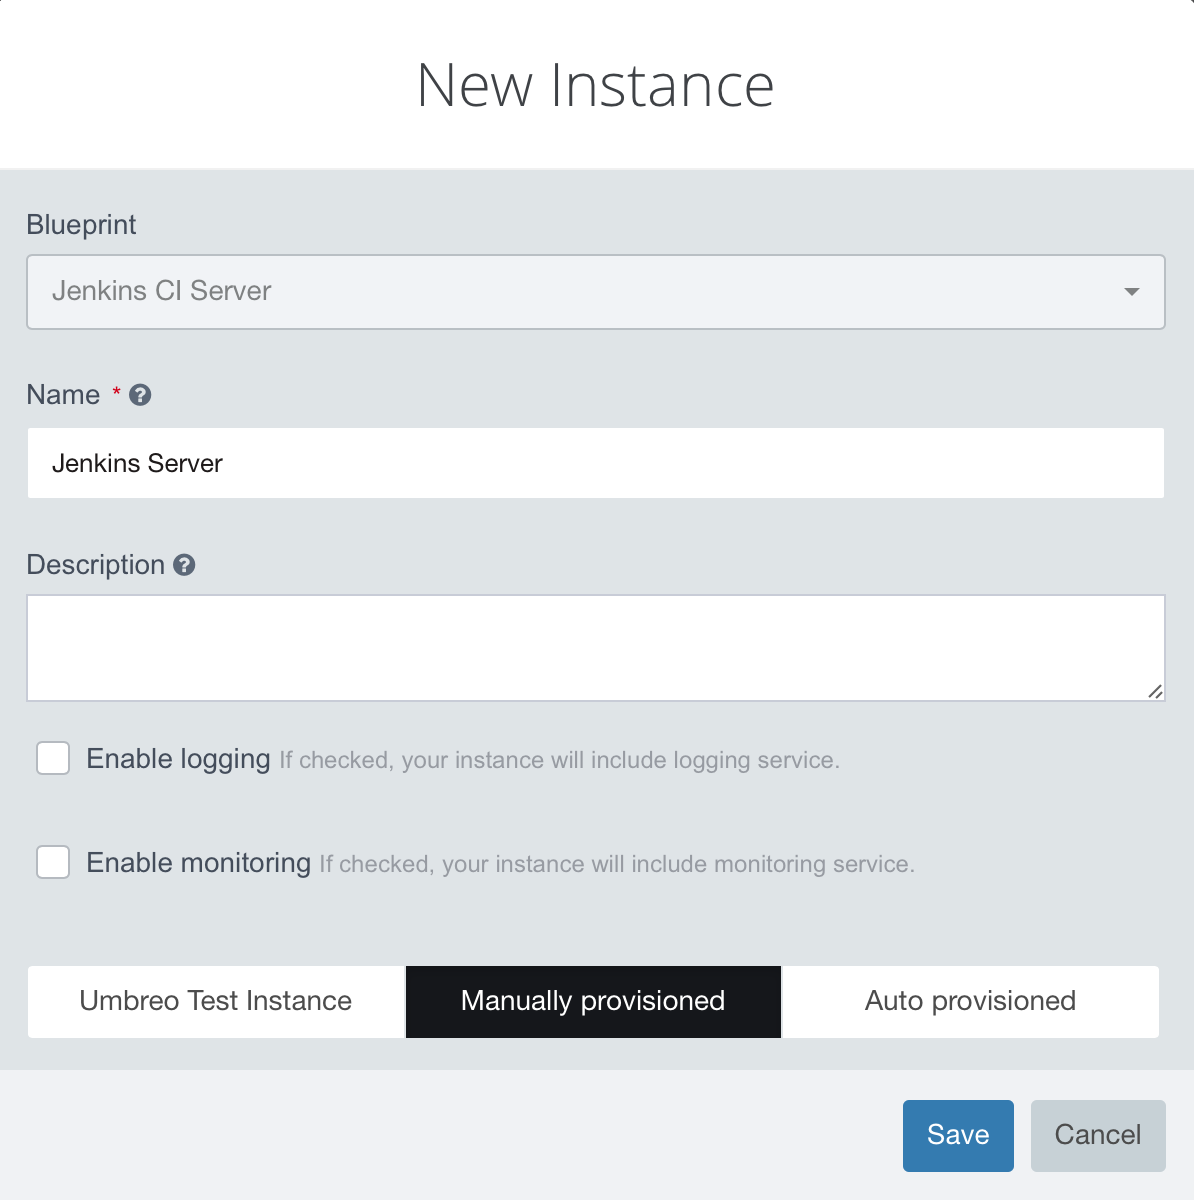 New Instance
Blueprint
Jenkins CI Server
Name *
Jenkins Server
Description
Enable logging If checked, your instance will include logging service.
Enable monitoring If checked, your instance will include monitoring service.
Umbreo Test Instance Manually provisioned Auto provisioned
Save Cancel